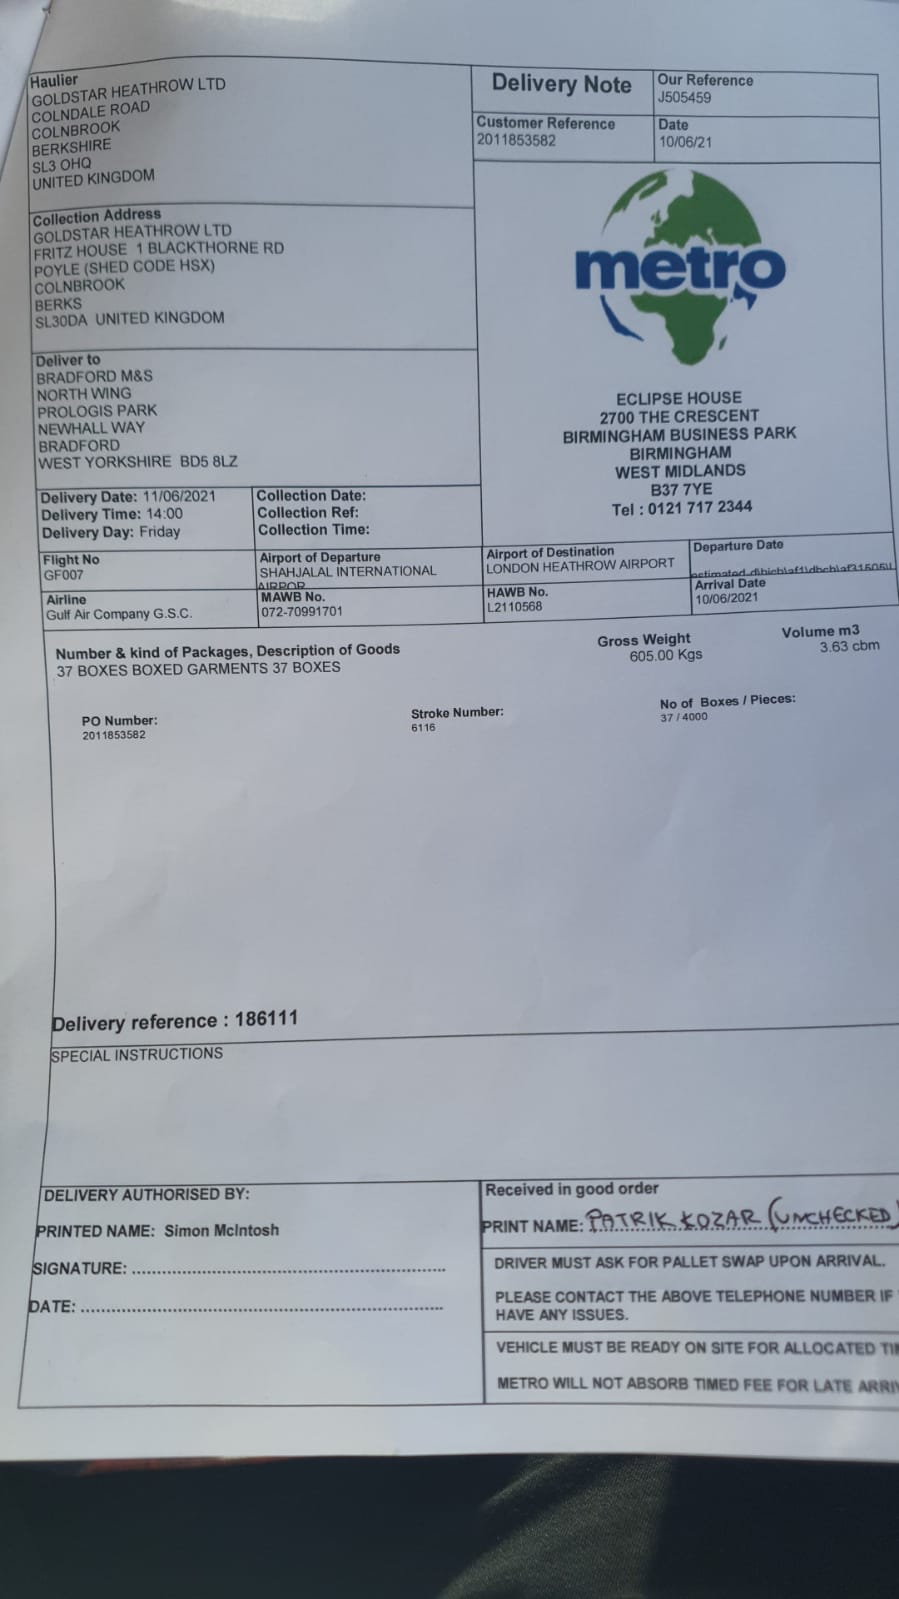 Haulier
GOLDSTAR HEATHROW LTD
COLNDALE ROAD
COLNBROOK
BERKSHIRE
SL3 OHQ
UNITED KINGDOM
Delivery Note
Our Reference
J505459
Customer Reference
2011853582
Date
10/06/21
Collection Address
GOLDSTAR HEATHROW LTD
FRITZ HOUSE 1 BLACKTHORNE RD
POYLE (SHED CODE HSX)
COLNBROOK
BERKS
SL30DA UNITED KINGDOM
metro
Deliver to
BRADFORD M&S
NORTH WING
PROLOGIS PARK
NEWHALL WAY
BRADFORD
WEST YORKSHIRE BD5 8LZ
ECLIPSE HOUSE
2700 THE CRESCENT
BIRMINGHAM BUSINESS PARK
BIRMINGHAM
WEST MIDLANDS
B37 7YE
Tel : 0121 717 2344
Delivery Date: 11/06/2021
Delivery Time: 14:00
Delivery Day: Friday
Collection Date:
Collection Ref:
Collection Time:
Flight No
GF007
Airport of Departure
SHAHJALAL INTERNATIONAL
AIRPOR
Airport of Destination
LONDON HEATHROW AIRPORT
Departure Date
Airline
Gulf Air Company G.S.C.
MAWB No.
072-70991701
HAWB No.
L2110568
Arrival Date
10/06/2021
Number & kind of Packages, Description of Goods
37 BOXES BOXED GARMENTS 37 BOXES
Gross Weight
605.00 Kgs
Volume m3
3.63 cbm
PO Number:
2011853582
Stroke Number:
6116
No of Boxes / Pieces:
37 / 4000
Delivery reference : 186111
SPECIAL INSTRUCTIONS
DELIVERY AUTHORISED BY:
PRINTED NAME: Simon McIntosh
SIGNATURE:
DATE:
Received in good order
PRINT NAME: PATRIK KOZAR (UNCHECKED)
DRIVER MUST ASK FOR PALLET SWAP UPON ARRIVAL.
PLEASE CONTACT THE ABOVE TELEPHONE NUMBER IF
HAVE ANY ISSUES.
VEHICLE MUST BE READY ON SITE FOR ALLOCATED
METRO WILL NOT ABSORB TIMED FEE FOR LATE